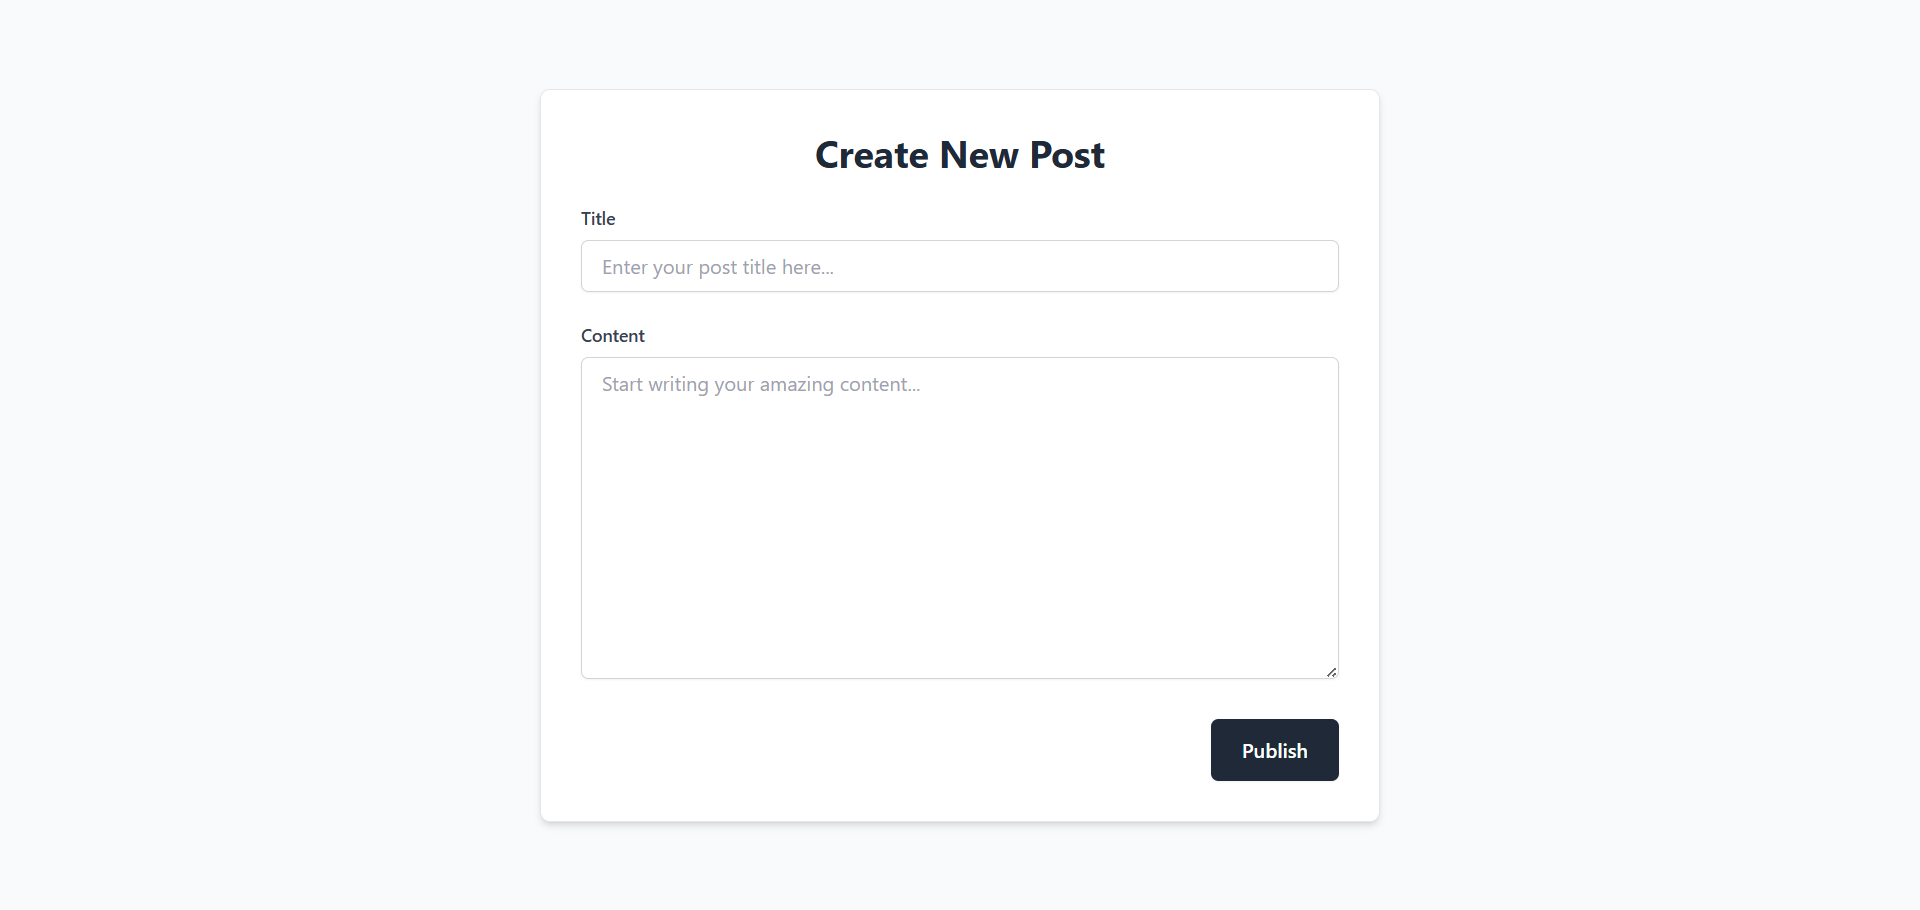 Create New Post
Title
Enter your post title here...
Content
Start writing your amazing content...
Publish